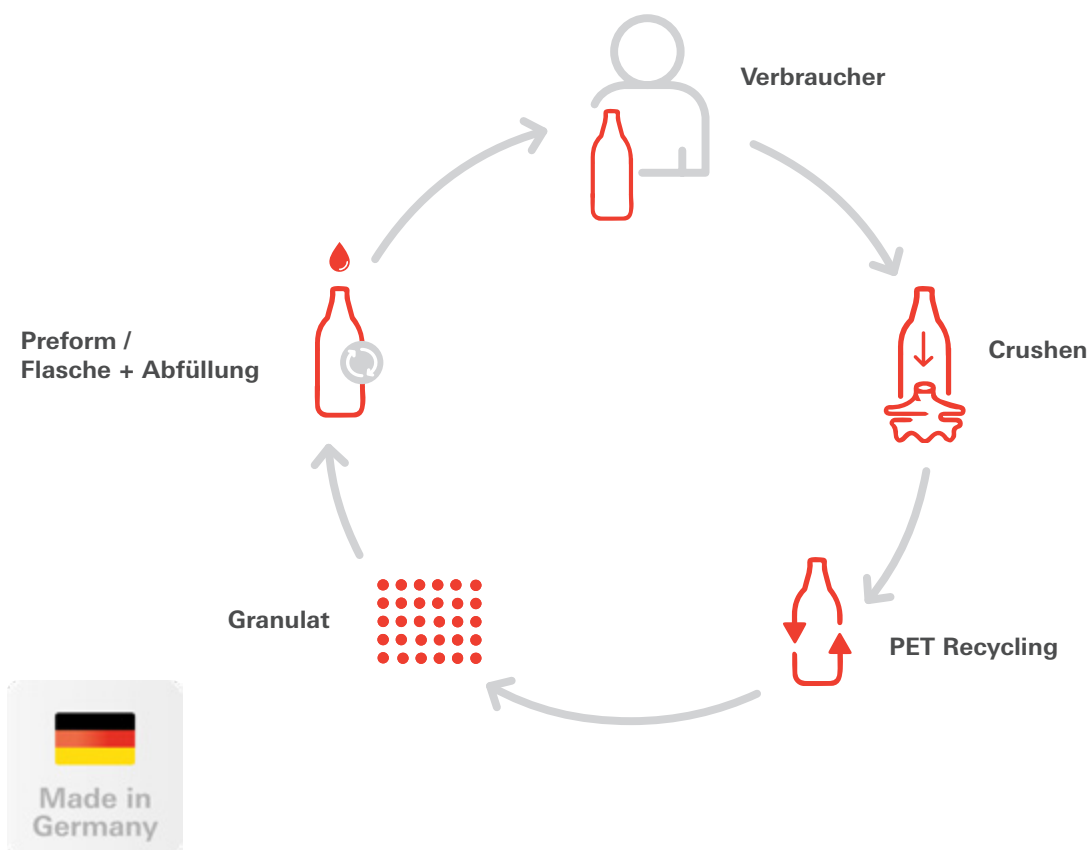 Verbraucher
Preform /
Flasche + Abfüllung
Crushen
Granulat
PET Recycling
Made in
Germany